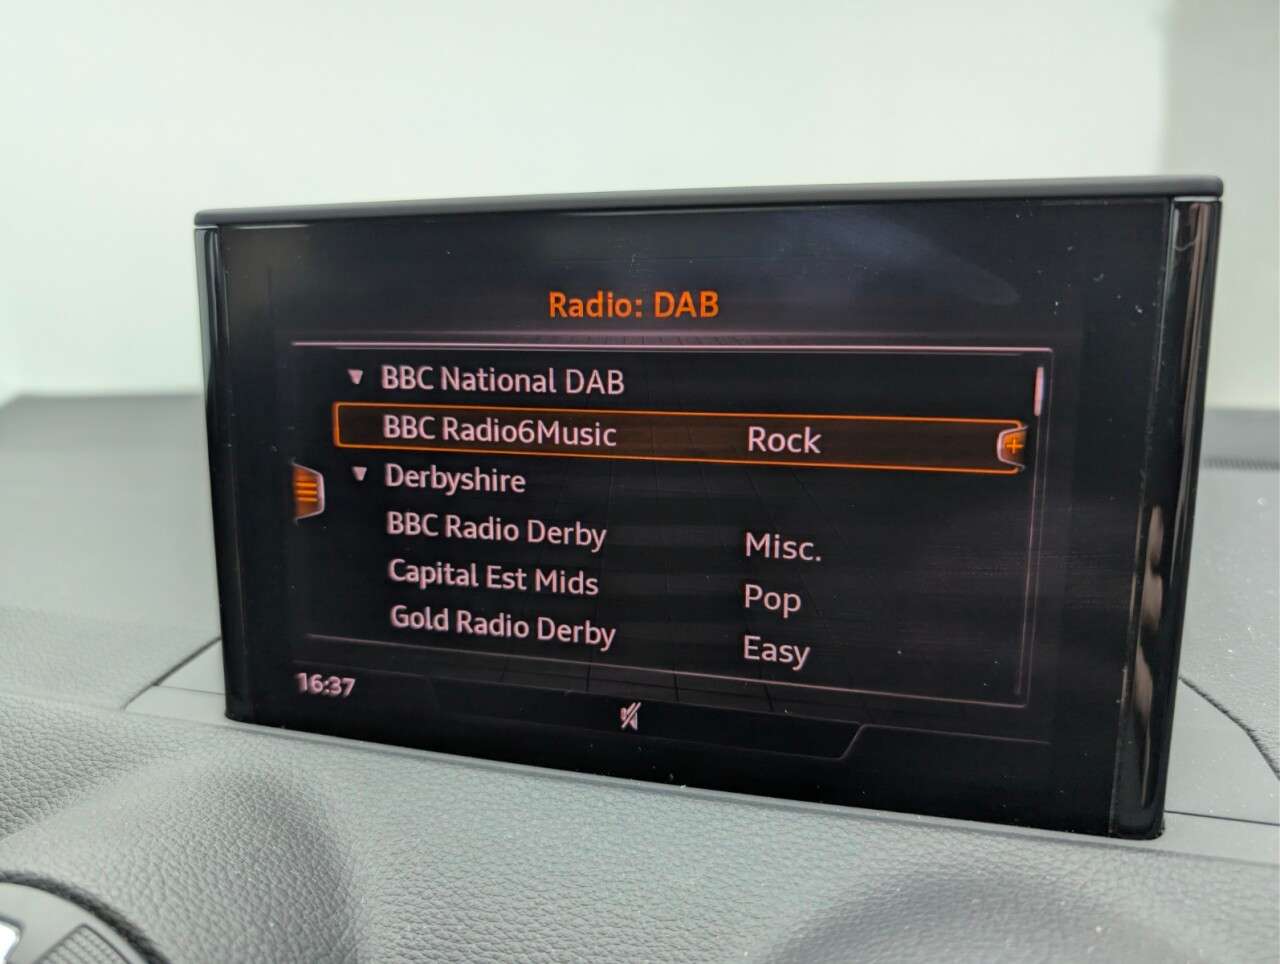 Radio: DAB
BBC National DAB
BBC Radio6Music Rock
Derbyshire
BBC Radio Derby Misc.
Capital Est Mids Pop
Gold Radio Derby Easy
16:37